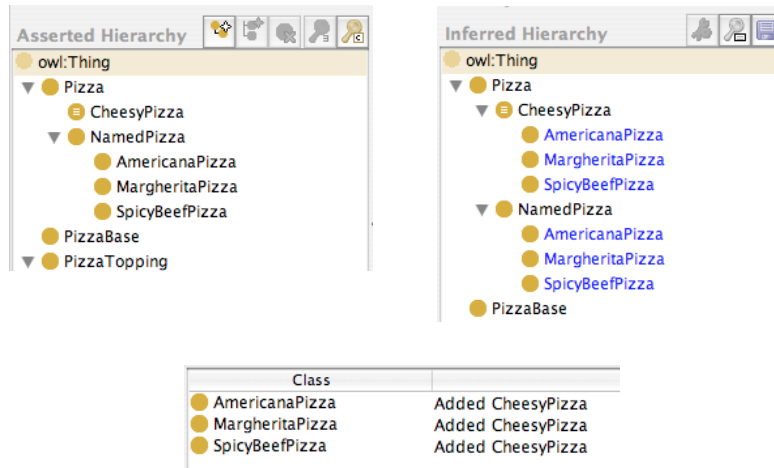 Asserted Hierarchy
owl:Thing
Pizza
CheesyPizza
NamedPizza
AmericanaPizza
MargheritaPizza
SpicyBeefPizza
PizzaBase
PizzaTopping
Inferred Hierarchy
owl:Thing
Pizza
CheesyPizza
AmericanaPizza
MargheritaPizza
SpicyBeefPizza
NamedPizza
AmericanaPizza
MargheritaPizza
SpicyBeefPizza
PizzaBase
Class
AmericanaPizza Added CheesyPizza
MargheritaPizza Added CheesyPizza
SpicyBeefPizza Added CheesyPizza